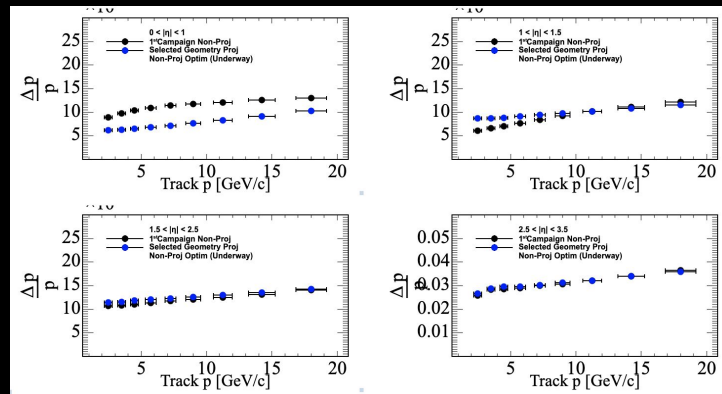 0 < |η| < 1
1ˢᵗCampaign Non-Proj
Selected Geometry Proj
Non-Proj Optim (Underway)
25
20
15
10
5
Δp
p
5 10 15 20
Track p [GeV/c]
1 < |η| < 1.5
1ˢᵗCampaign Non-Proj
Selected Geometry Proj
Non-Proj Optim (Underway)
25
20
15
10
5
Δp
p
5 10 15 20
Track p [GeV/c]
1.5 < |η| < 2.5
1ˢᵗCampaign Non-Proj
Selected Geometry Proj
Non-Proj Optim (Underway)
25
20
15
10
5
Δp
p
5 10 15 20
Track p [GeV/c]
2.5 < |η| < 3.5
1ˢᵗCampaign Non-Proj
Selected Geometry Proj
Non-Proj Optim (Underway)
0.05
0.04
0.03
0.02
0.01
Δp
p
5 10 15 20
Track p [GeV/c]